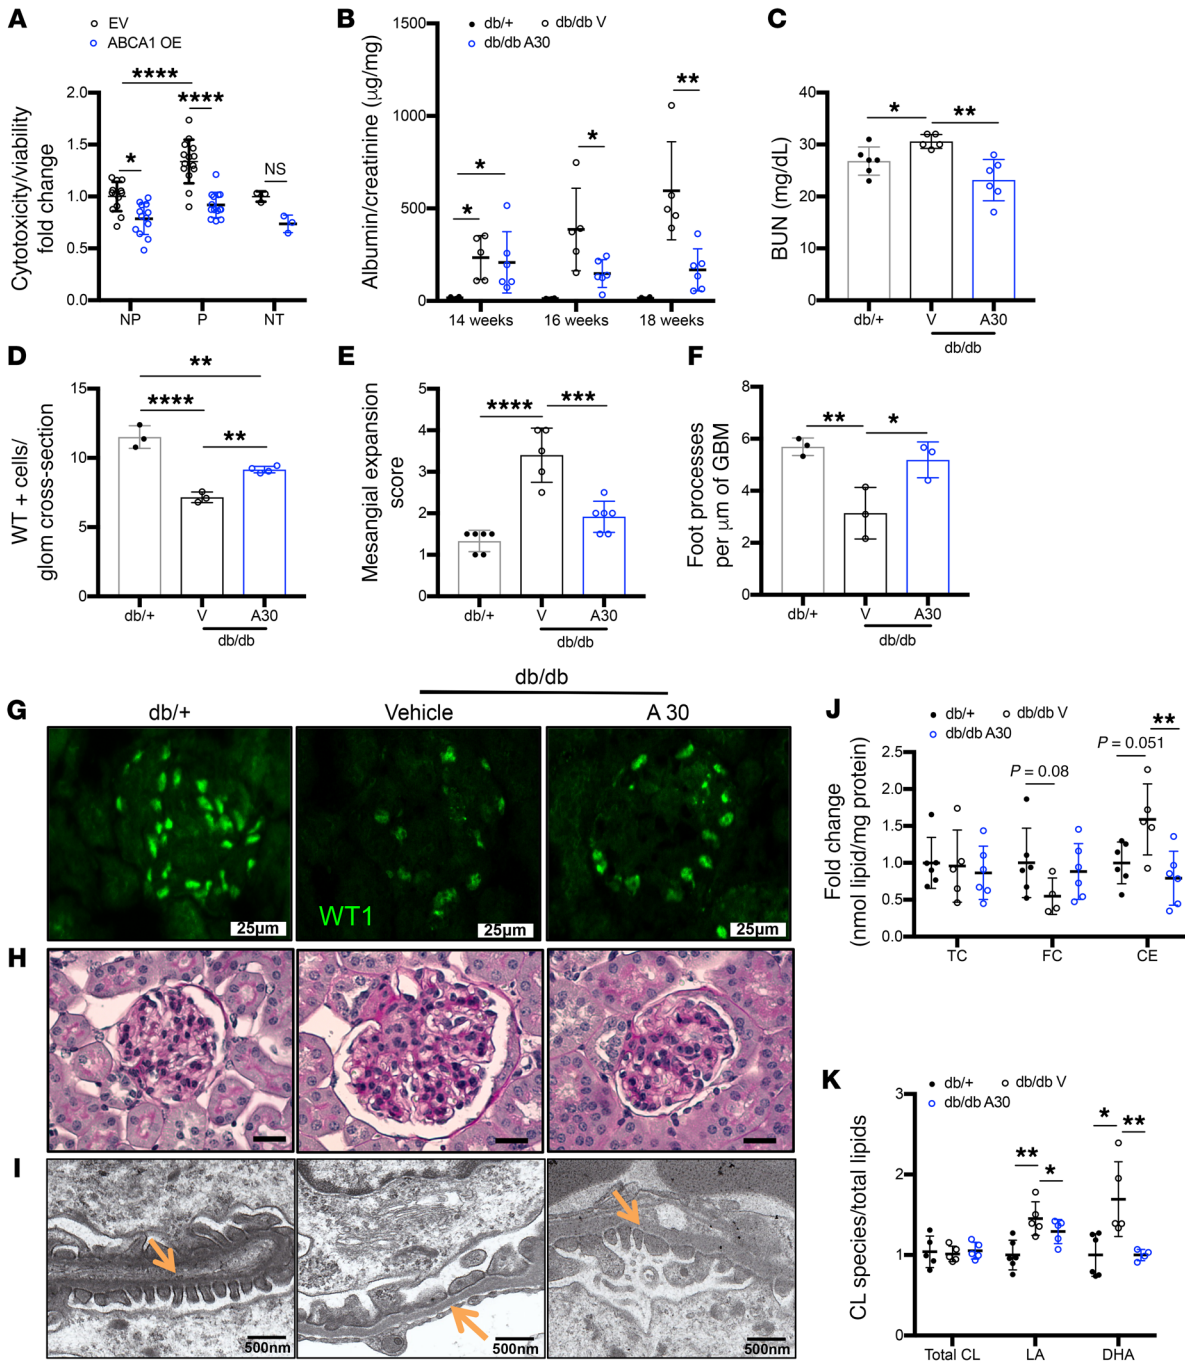 A
EV
ABCA1 OE
Cytotoxicity/viability
fold change
2.0
1.5
1.0
0.5
0.0
****
****
*
NS
NP
P
NT
B
db/+
db/db V
db/db A30
Albumin/creatinine (μg/mg)
1500
1000
500
0
*
*
*
**
14 weeks
16 weeks
18 weeks
C
BUN (mg/dL)
40
30
20
10
0
*
**
db/+
V
A30
db/db
D
WT + cells/
glom cross-section
15
10
5
0
**
****
**
db/+
V
A30
db/db
E
Mesangial expansion
score
5
4
3
2
1
0
****
***
db/+
V
A30
db/db
F
Foot processes
per μm of GBM
8
6
4
2
0
**
*
db/+
V
A30
db/db
db/db
G
db/+
Vehicle
A 30
WT1
25μm
25μm
25μm
H
I
500nm
500nm
500nm
J
db/+
db/db V
db/db A30
Fold change
(nmol lipid/mg protein)
2.5
2.0
1.5
1.0
0.5
0.0
P = 0.08
P = 0.051
**
TC
FC
CE
K
db/+
db/db V
db/db A30
CL species/total lipids
3
2
1
0
**
*
*
**
Total CL
LA
DHA